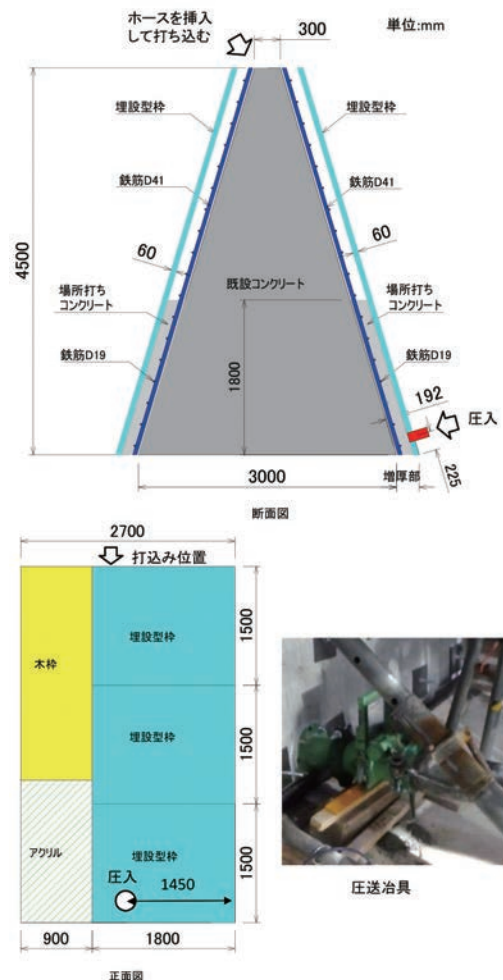 ホースを挿入
して打ち込む
300
単位:mm
埋設型枠
埋設型枠
鉄筋D41
鉄筋D41
60
60
4500
既設コンクリート
場所打ち
コンクリート
場所打ち
コンクリート
1800
鉄筋D19
鉄筋D19
192
圧入
3000
増厚部
225
断面図
2700
打込み位置
木枠
埋設型枠
1500
埋設型枠
1500
アクリル
埋設型枠
1500
圧入
1450
900
1800
正面図
圧送冶具